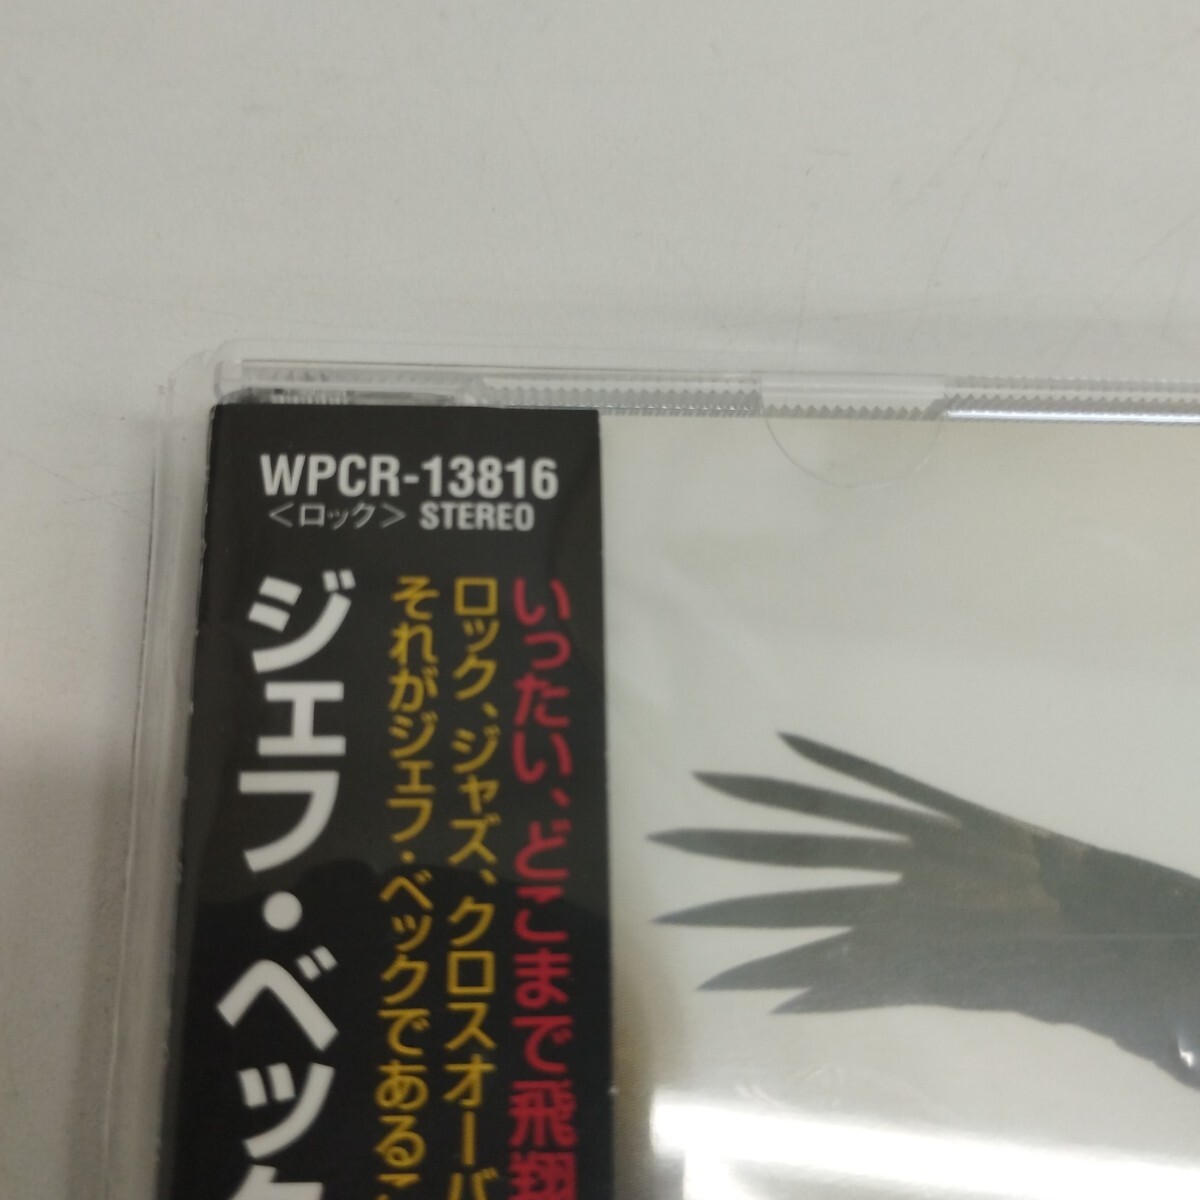 WPCR-13816
＜ロック＞ STEREO
いったい、どこまで飛翔
ロック、ジャズ、クロスオーバ
それがジェフ・ベックであるこ
ジェフ・ベック